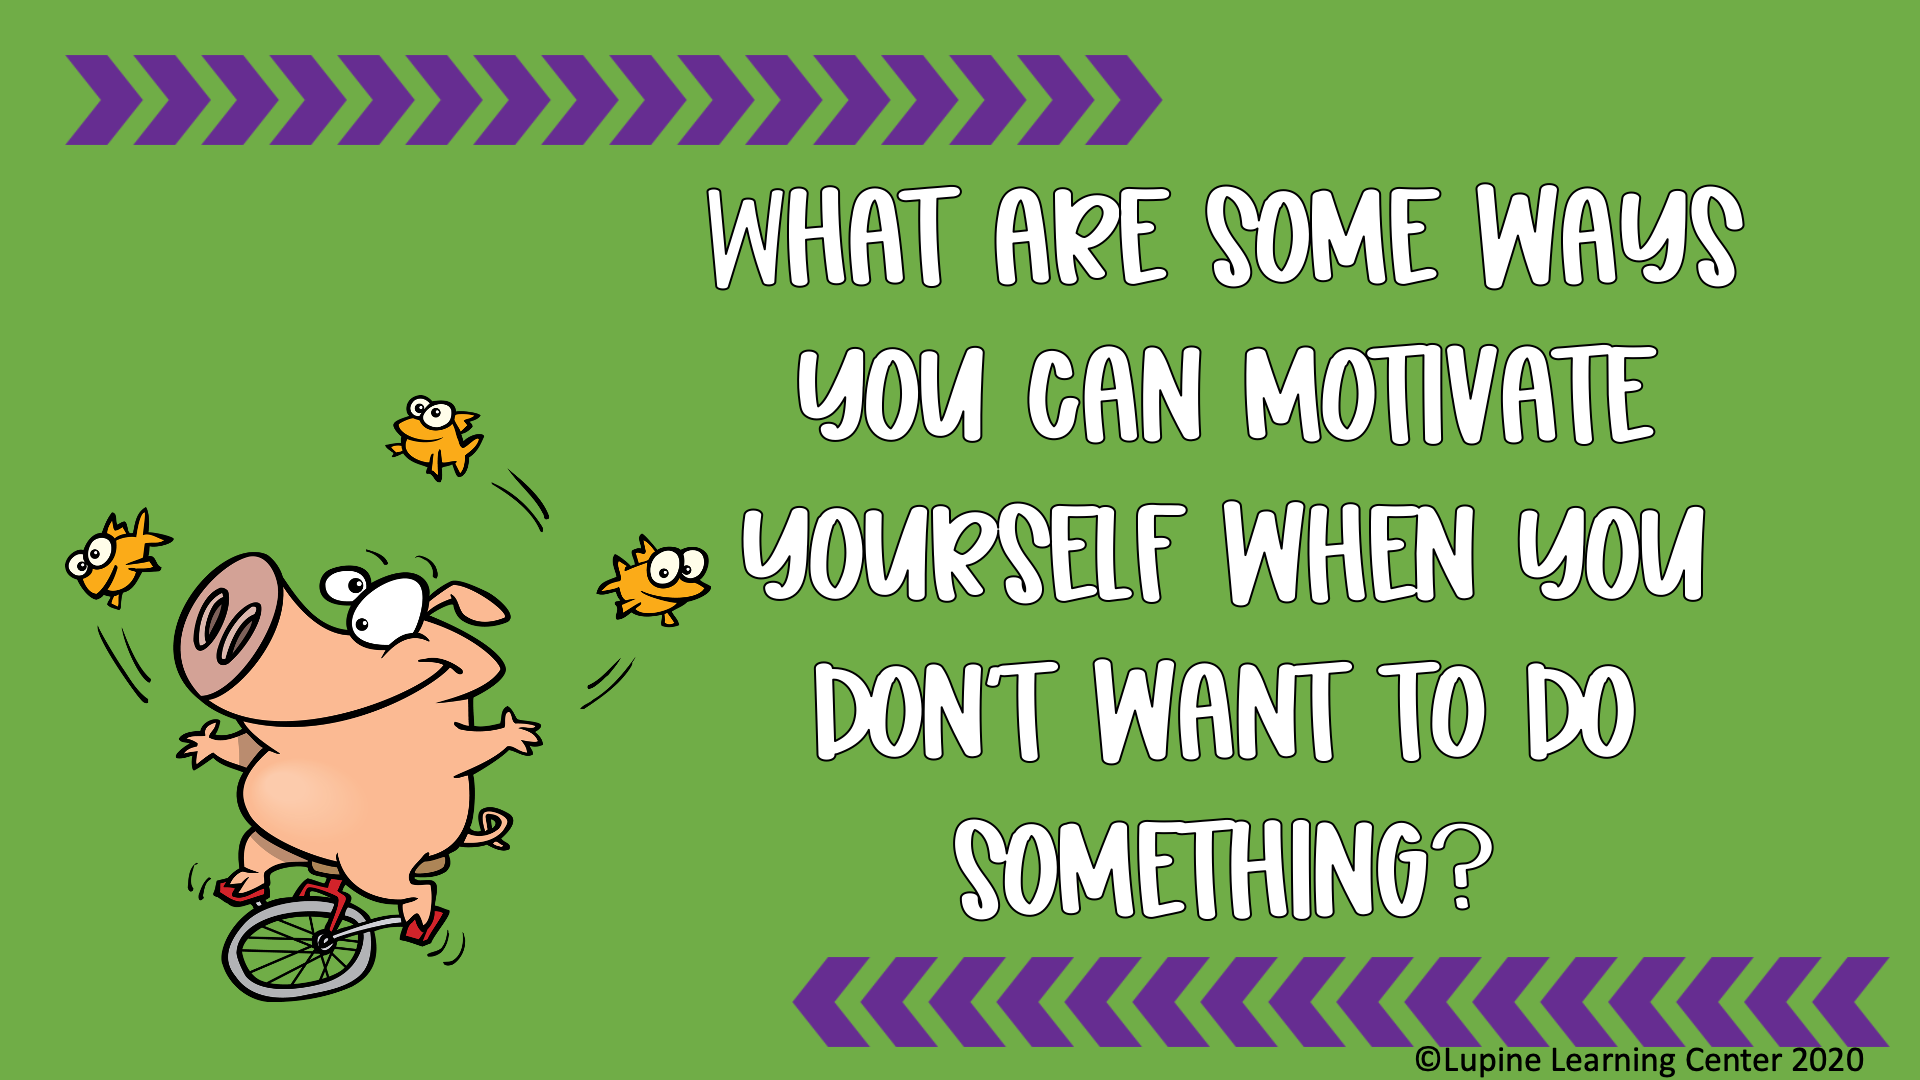 WHAT ARE SOME WAYS
YOU CAN MOTIVATE
YOURSELF WHEN YOU
DON'T WANT TO DO
SOMETHING?
©Lupine Learning Center 2020